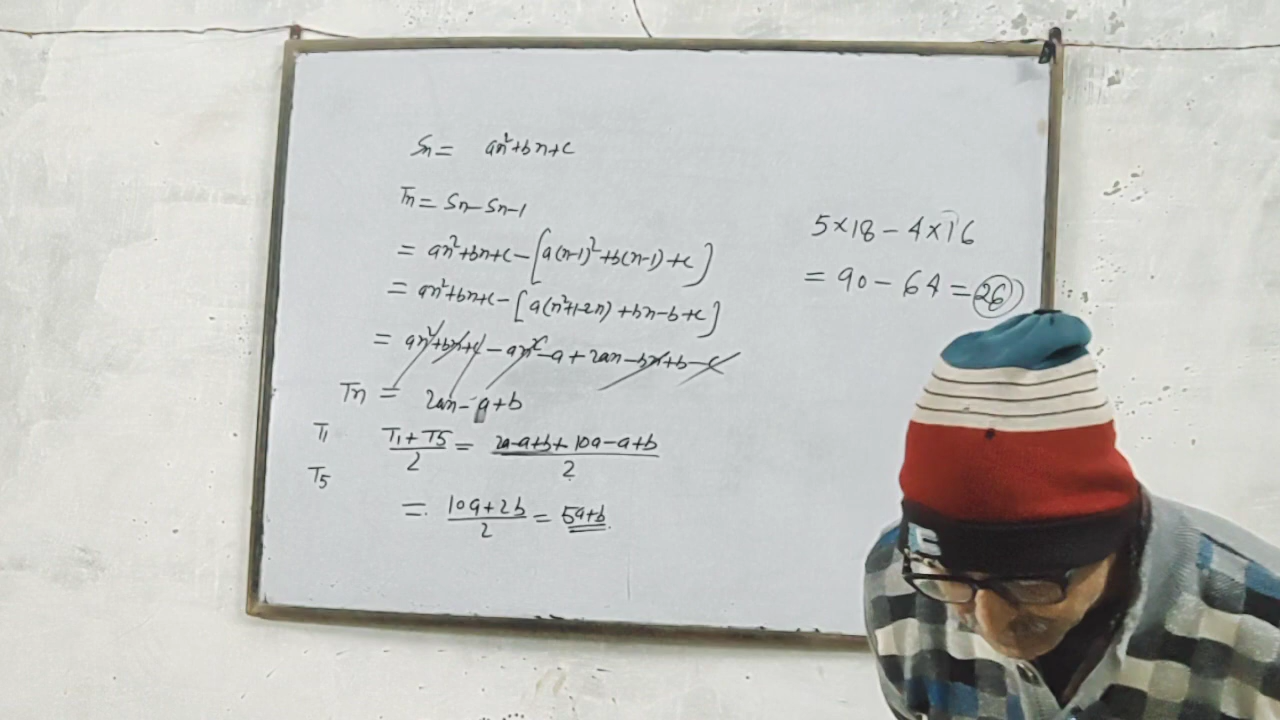 Sn = an²+bn+c
Tn = Sn-Sn-1
= an²+bn+c-[a(n-1)²+b(n-1)+c]
= an²+bn+c-[a(n²+1-2n)+bn-b+c]
= an²+bn+c-an²-a+2an-bn+b-c
Tn = 2an-a+b
T1 T1+T5/2 = 2a-a+b+10a-a+b/2
T5
= 10a+2b/2 = 5a+b.
5×18-4×16
= 90-64=26